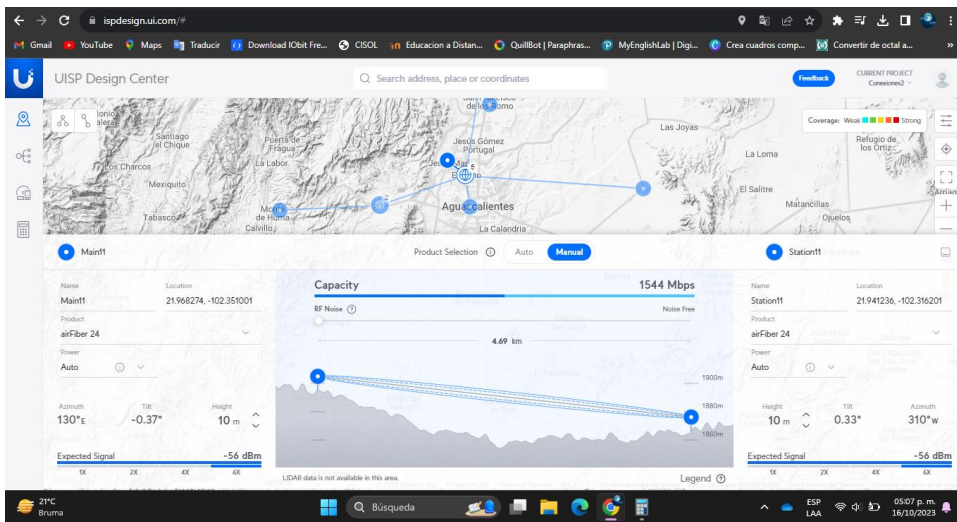 ispdesign.ui.com/#
Gmail YouTube Maps Traducir Download IObit Fre... CISOL Educacion a Distan... QuillBot | Paraphras... MyEnglishLab | Digi... Crea cuadros comp... Convertir de octal a... »
UISP Design Center
Search address, place or coordinates
Feedback
CURRENT PROJECT
Conexiones2
Coverage: Weak Strong
Santiago
el Chique
Puerta de
Fragua
La Labor
Los Charcos
Mexiquito
Tabasco
Calvillo
Jesús Gómez
Portugal
5
Aguascalientes
La Calandria
Las Joyas
La Loma
Refugio de
los Ortiz
El Salitre
Matancillas
Ojuelos
Main11
Product Selection Auto Manual
Station11
Name Location
Main11 21.968274, -102.351001
Product
airFiber 24
Power
Auto
Azimuth Tilt Height
130°E -0.37° 10 m
Expected Signal -56 dBm
1X 2X 4X 6X
Capacity 1544 Mbps
RF Noise Noise Free
4.69 km
1900m
1880m
1860m
LIDAR data is not available in this area.
Legend
Name Location
Station11 21.941236, -102.316201
Product
airFiber 24
Power
Auto
Height Tilt Azimuth
10 m 0.33° 310°W
Expected Signal -56 dBm
1X 2X 4X 6X
21°C
Bruma
Búsqueda
ESP
LAA
05:07 p. m.
16/10/2023